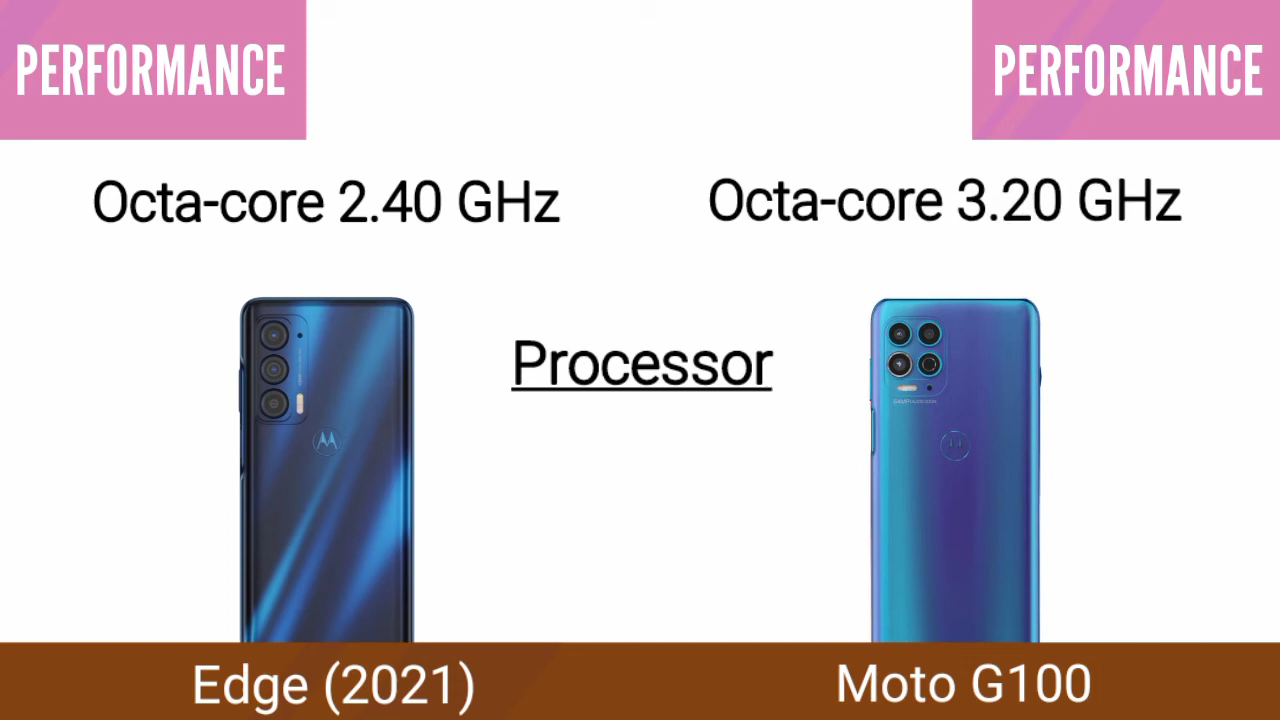 PERFORMANCE
PERFORMANCE
Octa-core 2.40 GHz
Octa-core 3.20 GHz
Processor
Edge (2021)
Moto G100